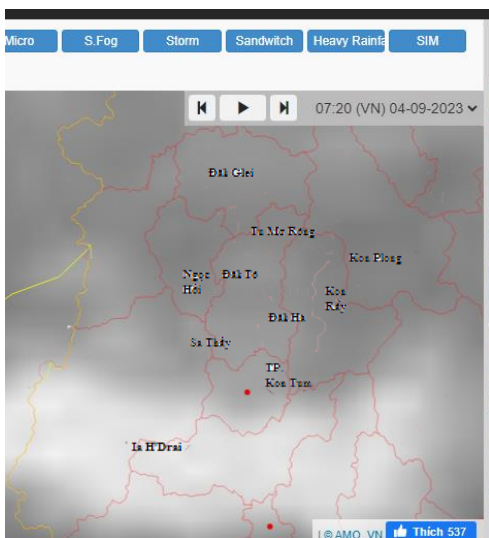 Micro S.Fog Storm Sandwitch Heavy Rainfa SIM
07:20 (VN) 04-09-2023
Đăk Glei
Tu Mơ Rông
Kon Plong
Ngọc
Hồi
Đăk Tô
Kon
Rẫy
Đăk Hà
Sa Thầy
TP.
Kon Tum
Ia H'Drai
| © AMO_VN Thích 537